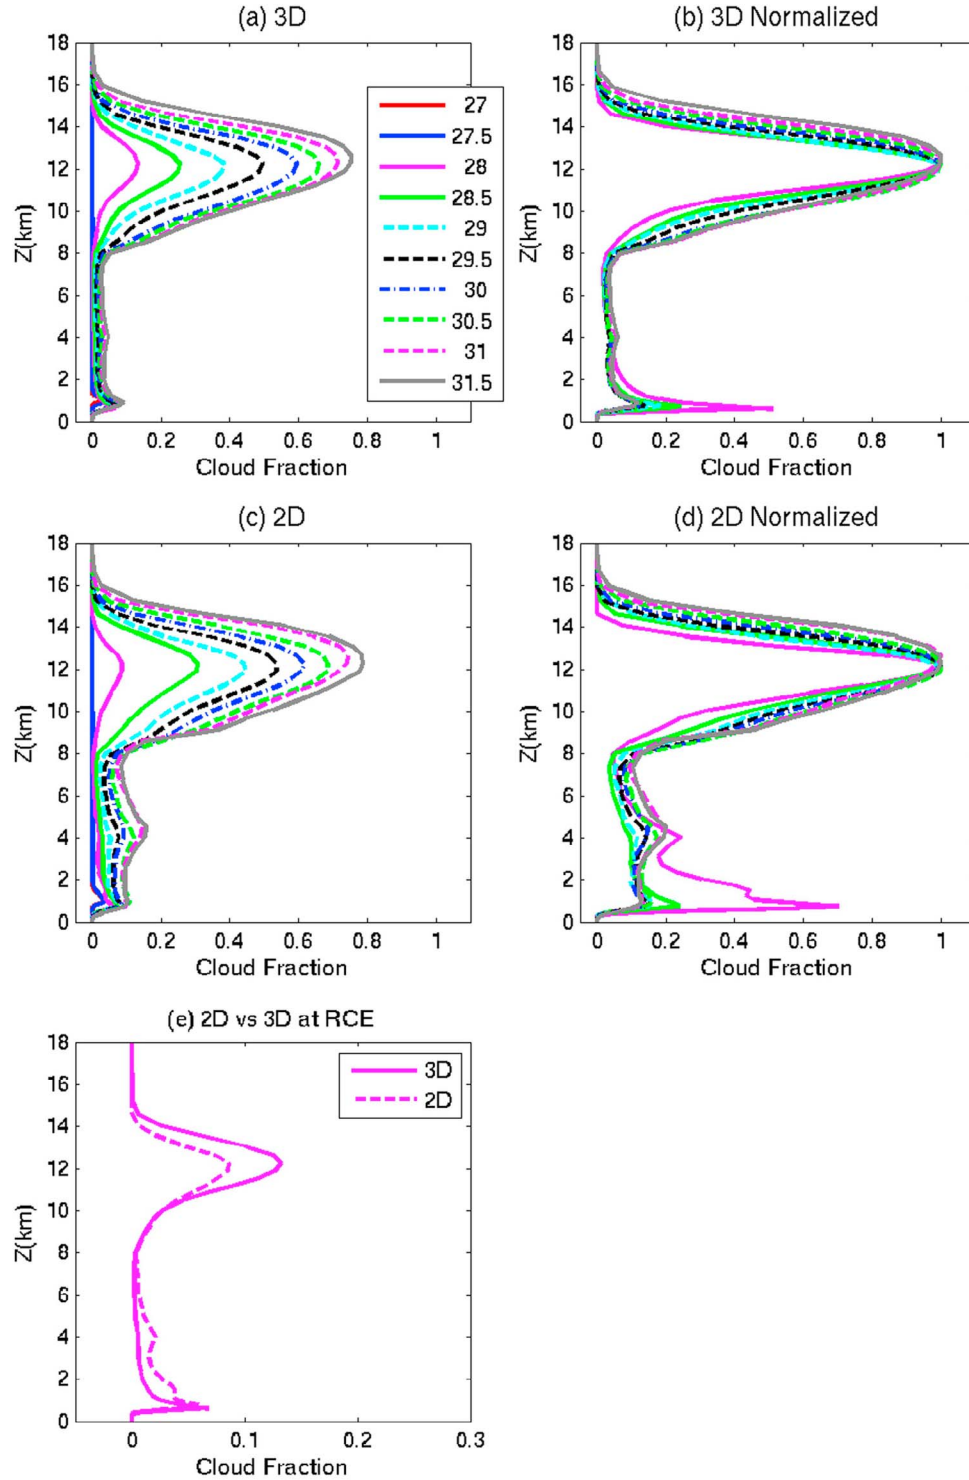 (a) 3D
(b) 3D Normalized
18
16
14
12
10
8
6
4
2
0
Z(km)
0 0.2 0.4 0.6 0.8 1
Cloud Fraction
27
27.5
28
28.5
29
29.5
30
30.5
31
31.5
18
16
14
12
10
8
6
4
2
0
Z(km)
0 0.2 0.4 0.6 0.8 1
Cloud Fraction
(c) 2D
(d) 2D Normalized
18
16
14
12
10
8
6
4
2
0
Z(km)
0 0.2 0.4 0.6 0.8 1
Cloud Fraction
18
16
14
12
10
8
6
4
2
0
Z(km)
0 0.2 0.4 0.6 0.8 1
Cloud Fraction
(e) 2D vs 3D at RCE
18
16
14
12
10
8
6
4
2
0
Z(km)
3D
2D
0 0.1 0.2 0.3
Cloud Fraction